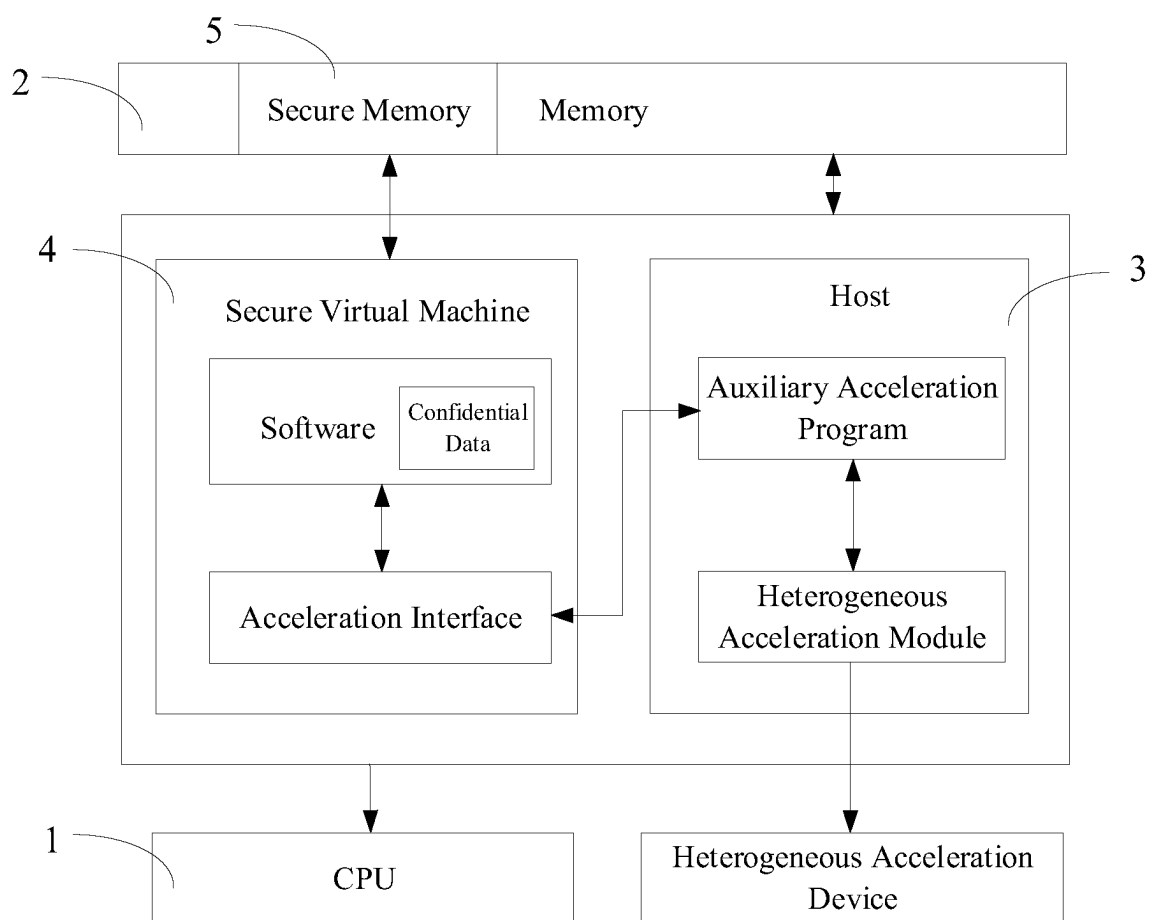 5
2
Secure Memory
Memory
4
3
Secure Virtual Machine
Host
Software
Confidential
Data
Auxiliary Acceleration
Program
Acceleration Interface
Heterogeneous
Acceleration Module
1
CPU
Heterogeneous Acceleration
Device